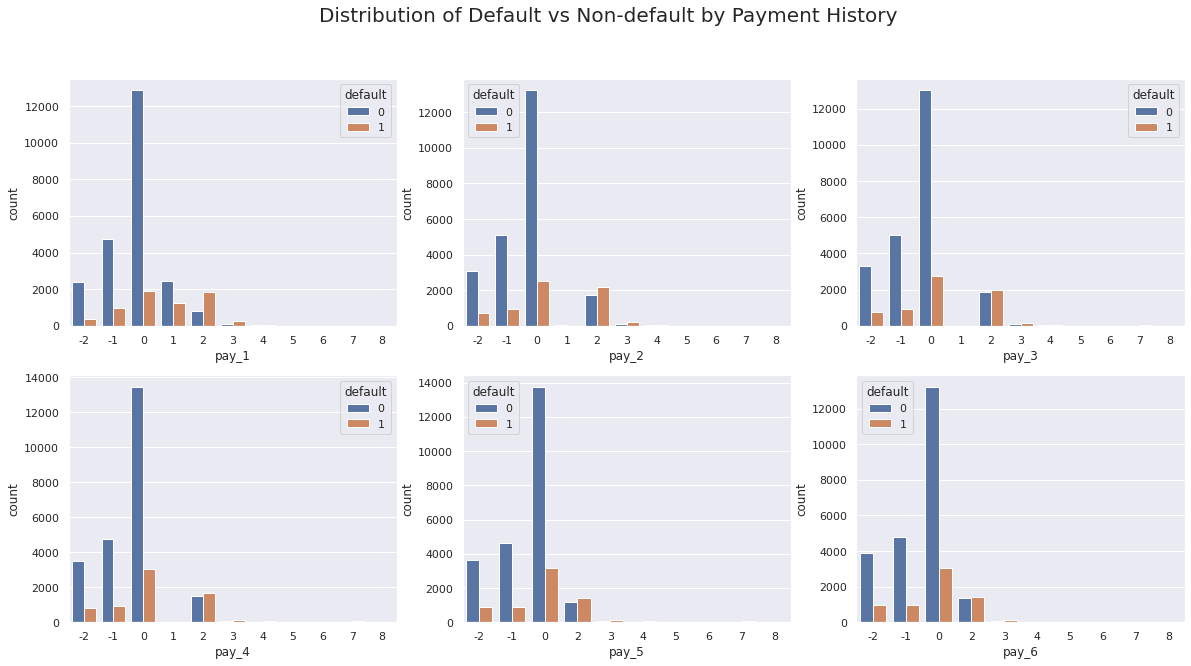 Distribution of Default vs Non-default by Payment History
default
0
1
12000
10000
8000
6000
4000
2000
0
count
-2 -1 0 1 2 3 4 5 6 7 8
pay_1
default
0
1
12000
10000
8000
6000
4000
2000
0
count
-2 -1 0 1 2 3 4 5 6 7 8
pay_2
default
0
1
12000
10000
8000
6000
4000
2000
0
count
-2 -1 0 1 2 3 4 5 6 7 8
pay_3
default
0
1
14000
12000
10000
8000
6000
4000
2000
0
count
-2 -1 0 1 2 3 4 5 6 7 8
pay_4
default
0
1
14000
12000
10000
8000
6000
4000
2000
0
count
-2 -1 0 2 3 4 5 6 7 8
pay_5
default
0
1
12000
10000
8000
6000
4000
2000
0
count
-2 -1 0 2 3 4 5 6 7 8
pay_6